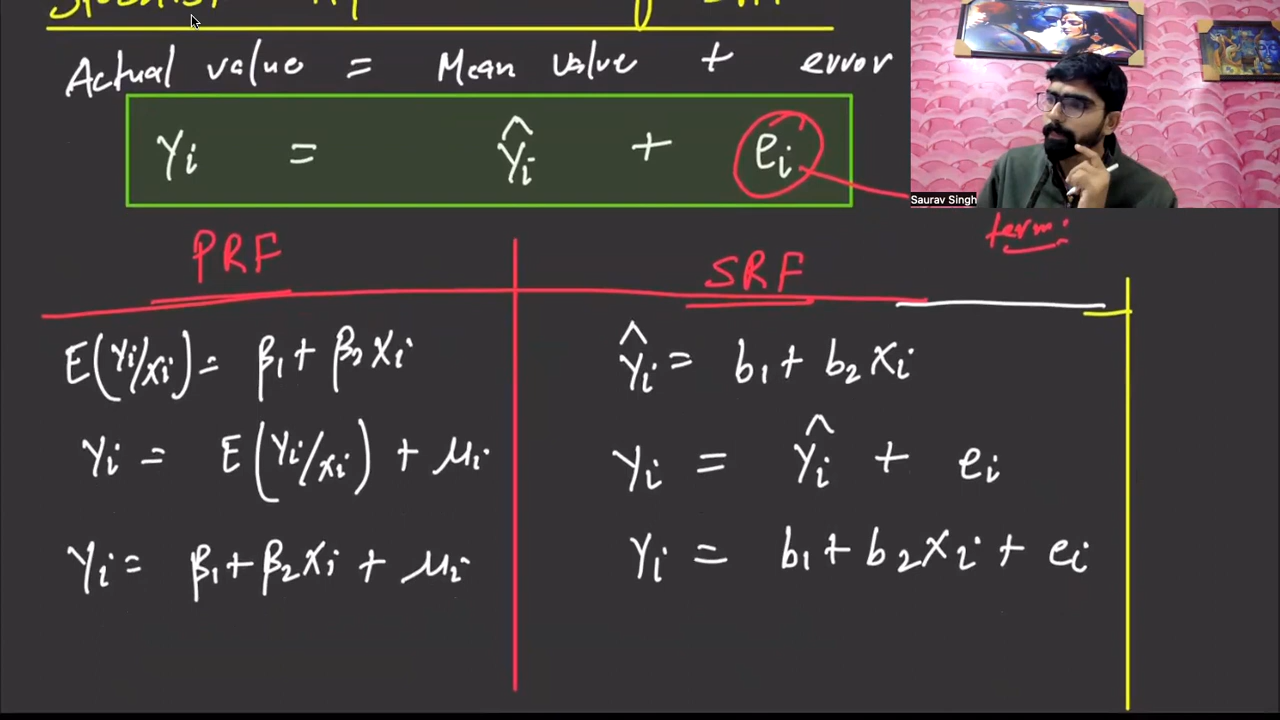 Actual value = Mean value + error
Yi = Ŷi + ei
term:
PRF
SRF
E(Yi/Xi) = β1 + β2Xi
Yi = E(Yi/Xi) + μi
Yi = β1 + β2Xi + μi
Ŷi = b1 + b2Xi
Yi = Ŷi + ei
Yi = b1 + b2Xi + ei
Saurav Singh